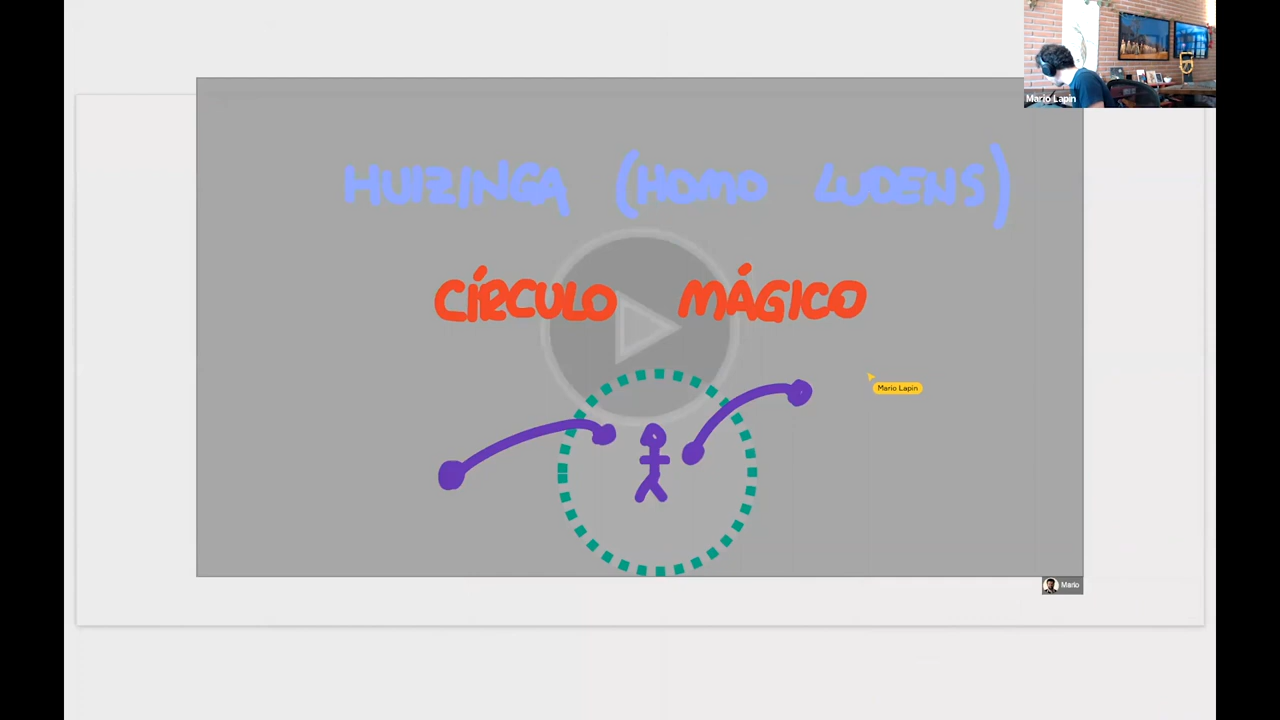 Mario Lapin
HUIZINGA (HOMO LUDENS)
CÍRCULO MÁGICO
Mario Lapin
Mario